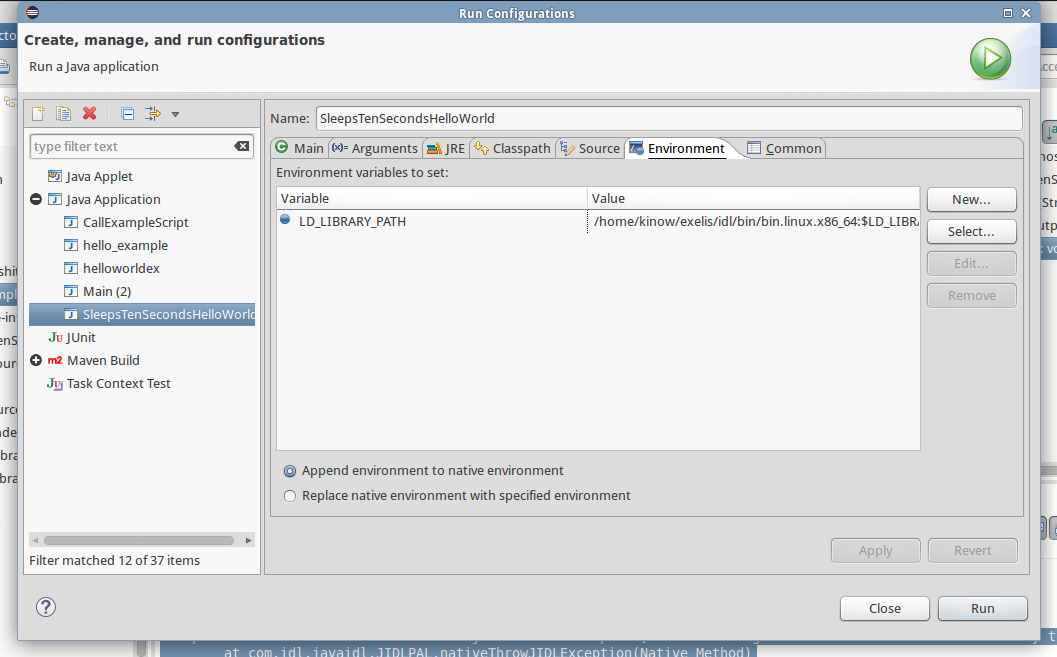 Run Configurations
Create, manage, and run configurations
Run a Java application
type filter text
Java Applet
Java Application
CallExampleScript
hello_example
helloworldex
Main (2)
SleepsTenSecondsHelloWorld
JUnit
Maven Build
Task Context Test
Filter matched 12 of 37 items
Name: SleepsTenSecondsHelloWorld
Main (x)= Arguments JRE Classpath Source Environment Common
Environment variables to set:
Variable Value
LD_LIBRARY_PATH /home/kinow/exelis/idl/bin/bin.linux.x86_64:$LD_LIBRA
New...
Select...
Edit...
Remove
Append environment to native environment
Replace native environment with specified environment
Apply Revert
Close Run
at com.idl.javaidl.JIDLPAL.nativeThrowJIDLException(Native Method)